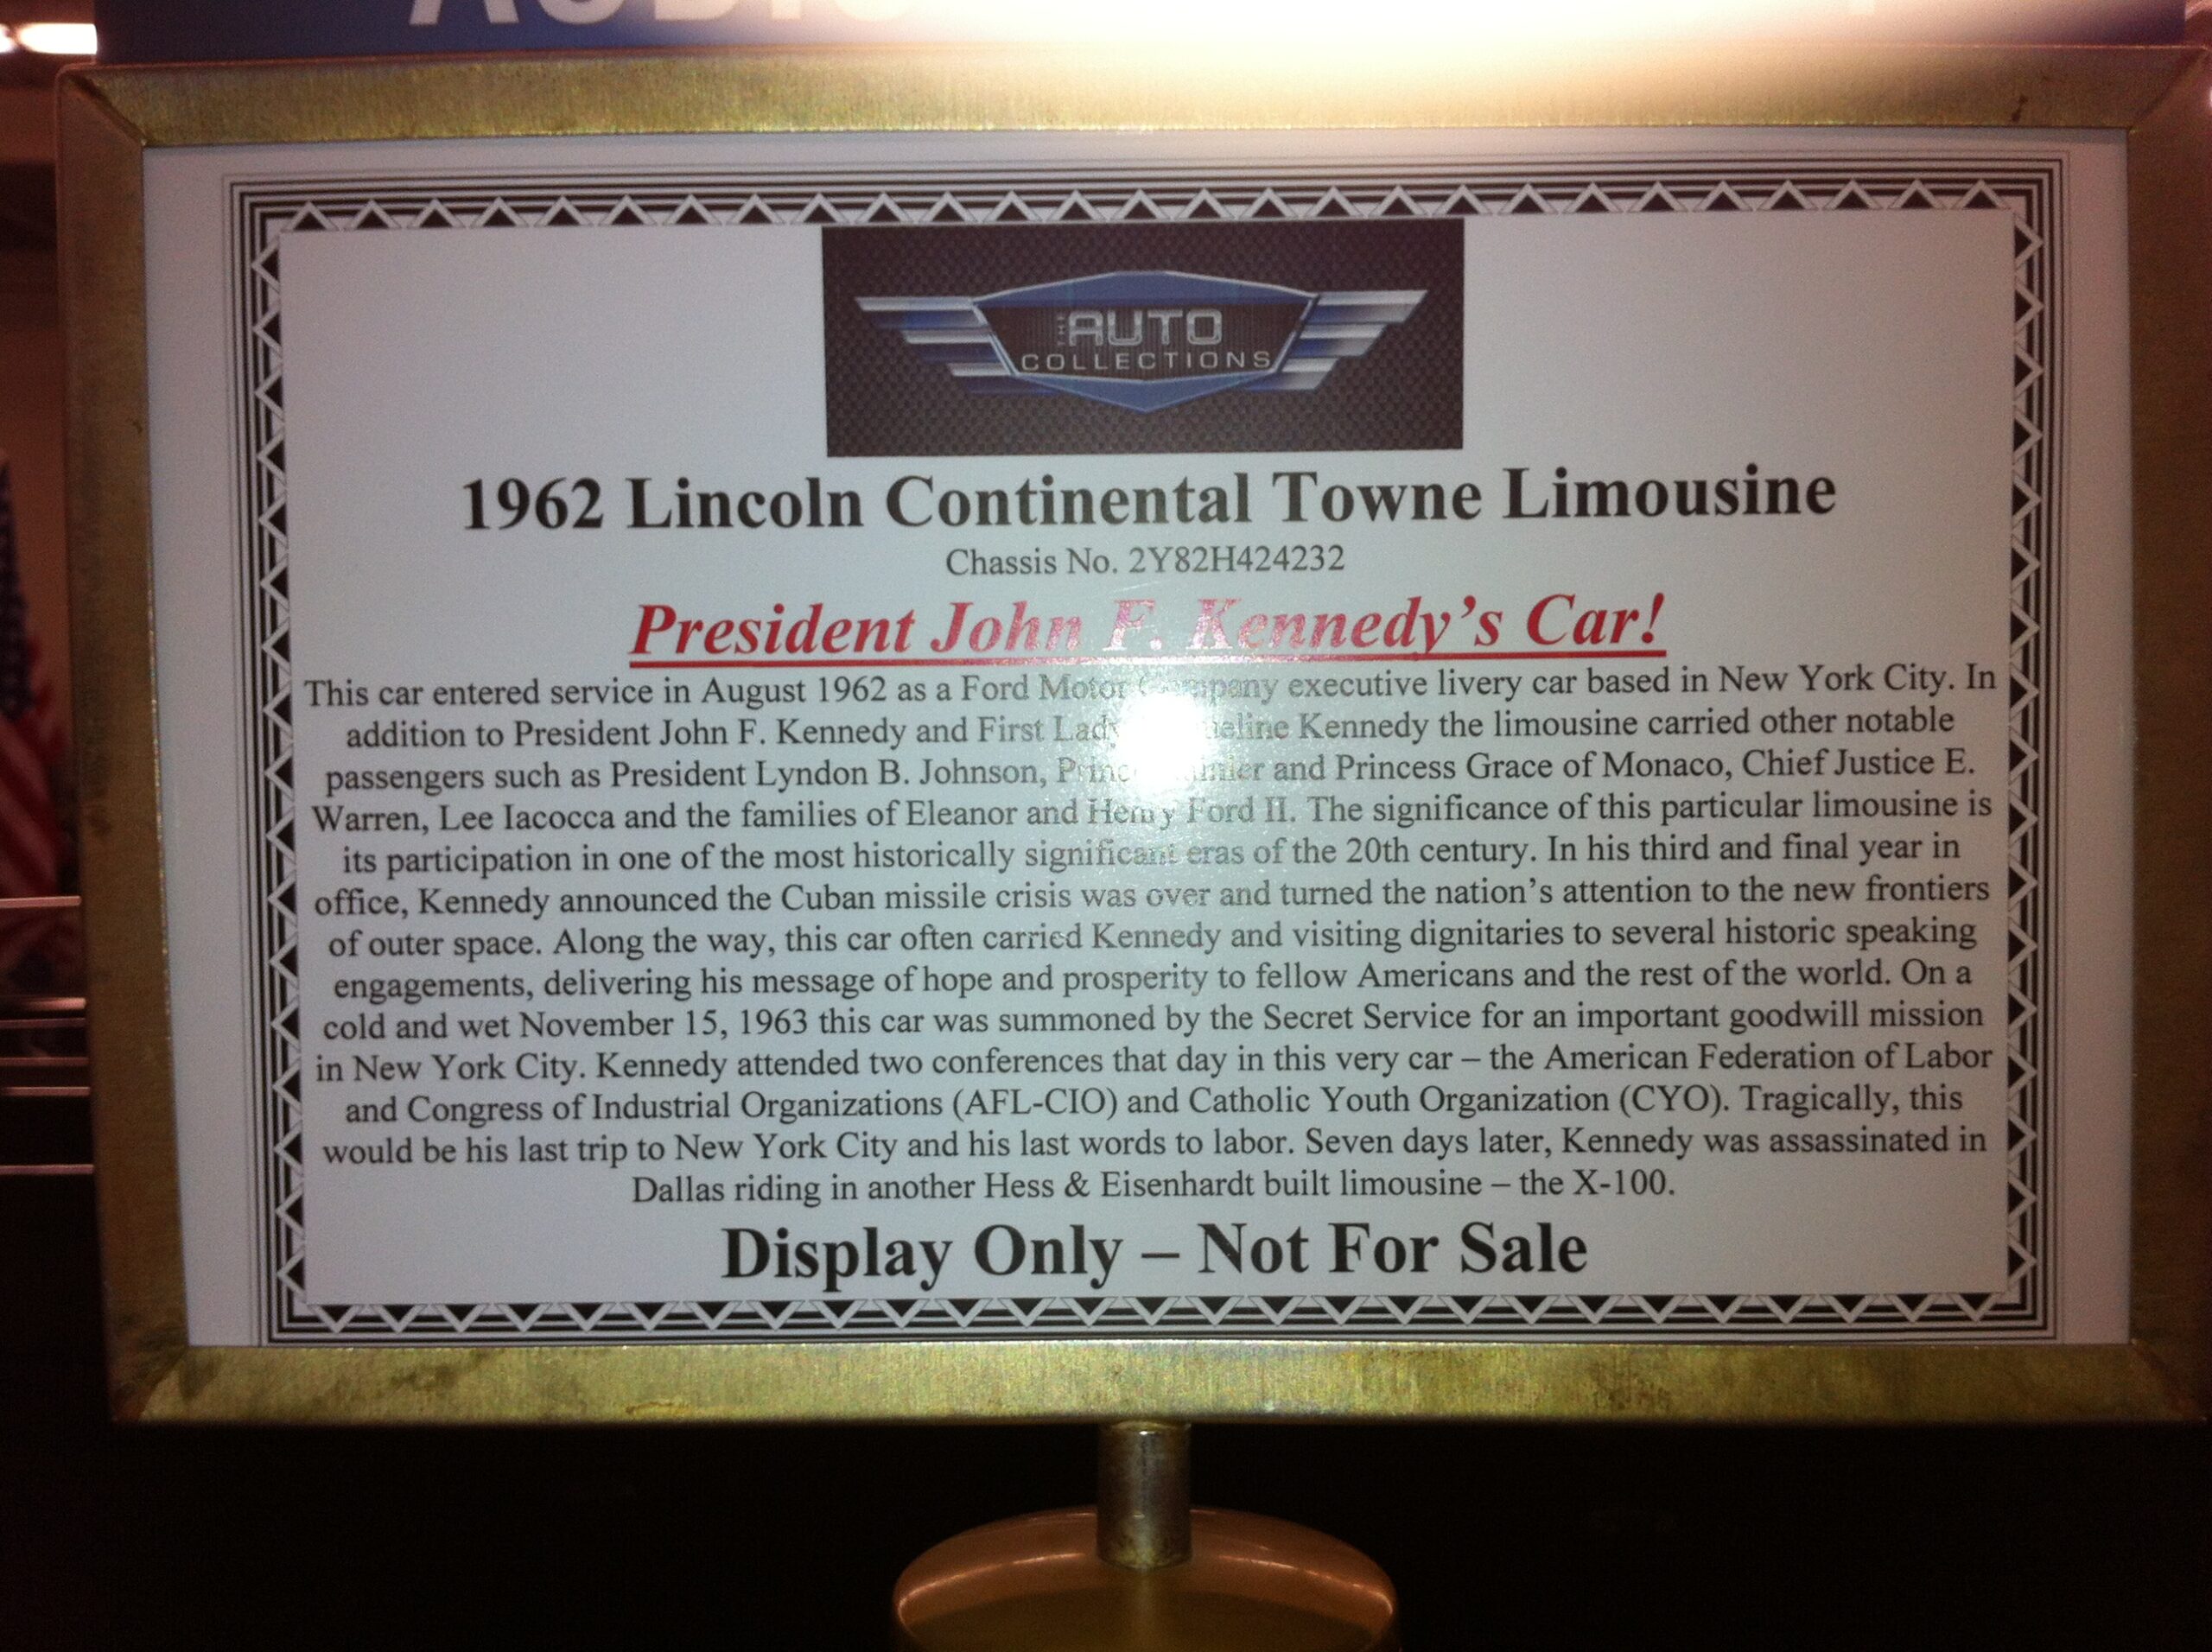 AUDIO
THE AUTO
COLLECTIONS
1962 Lincoln Continental Towne Limousine
Chassis No. 2Y82H424232
President John F. Kennedy's Car!
This car entered service in August 1962 as a Ford Motor Company executive livery car based in New York City. In
addition to President John F. Kennedy and First Lady Kennedy the limousine carried other notable
passengers such as President Lyndon B. Johnson, and Princess Grace of Monaco, Chief Justice E.
Warren, Lee Iacocca and the families of Eleanor and Henry Ford II. The significance of this particular limousine is
its participation in one of the most historically significant eras of the 20th century. In his third and final year in
office, Kennedy announced the Cuban missile crisis was over and turned the nation's attention to the new frontiers
of outer space. Along the way, this car often carried Kennedy and visiting dignitaries to several historic speaking
engagements, delivering his message of hope and prosperity to fellow Americans and the rest of the world. On a
cold and wet November 15, 1963 this car was summoned by the Secret Service for an important goodwill mission
in New York City. Kennedy attended two conferences that day in this very car – the American Federation of Labor
and Congress of Industrial Organizations (AFL-CIO) and Catholic Youth Organization (CYO). Tragically, this
would be his last trip to New York City and his last words to labor. Seven days later, Kennedy was assassinated in
Dallas riding in another Hess & Eisenhardt built limousine – the X-100.
Display Only – Not For Sale